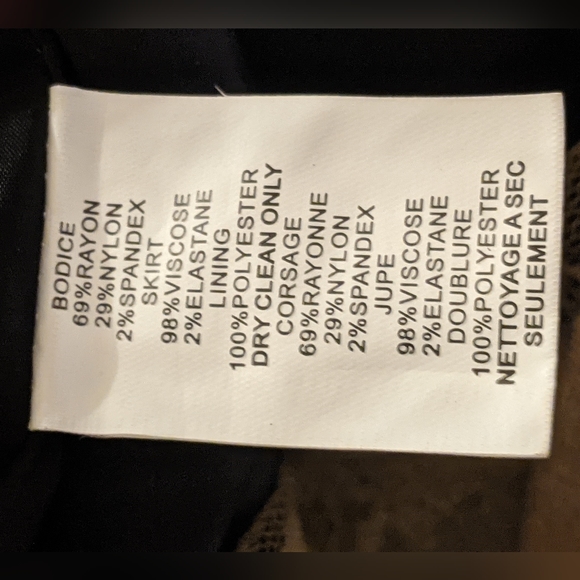 BODICE
69%RAYON
29%NYLON
2%SPANDEX
SKIRT
98%VISCOSE
2%ELASTANE
LINING
100%POLYESTER
DRY CLEAN ONLY
CORSAGE
69%RAYONNE
29%NYLON
2%SPANDEX
JUPE
98%VISCOSE
2%ELASTANE
DOUBLURE
100%POLYESTER
NETTOYAGE A SEC
SEULEMENT